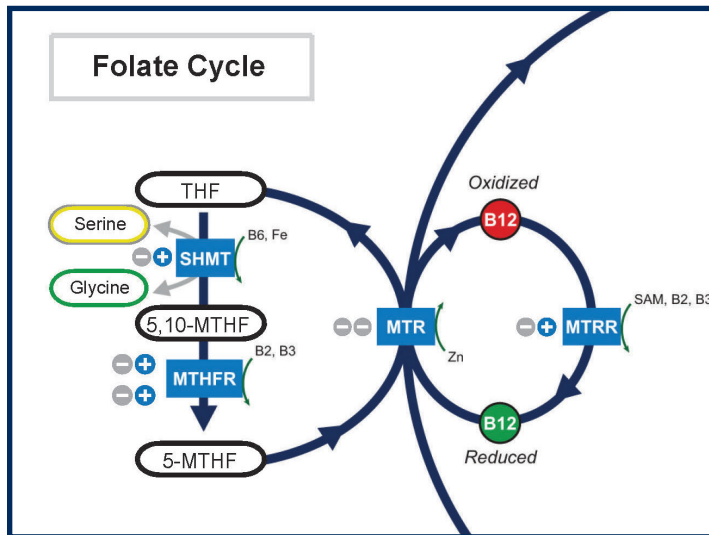 Folate Cycle
THF
Oxidized
Serine
B12
B6, Fe
− + SHMT
Glycine
SAM, B2, B3
5,10-MTHF
− − MTR
− + MTRR
B2, B3
Zn
− +
MTHFR
− +
B12
5-MTHF
Reduced